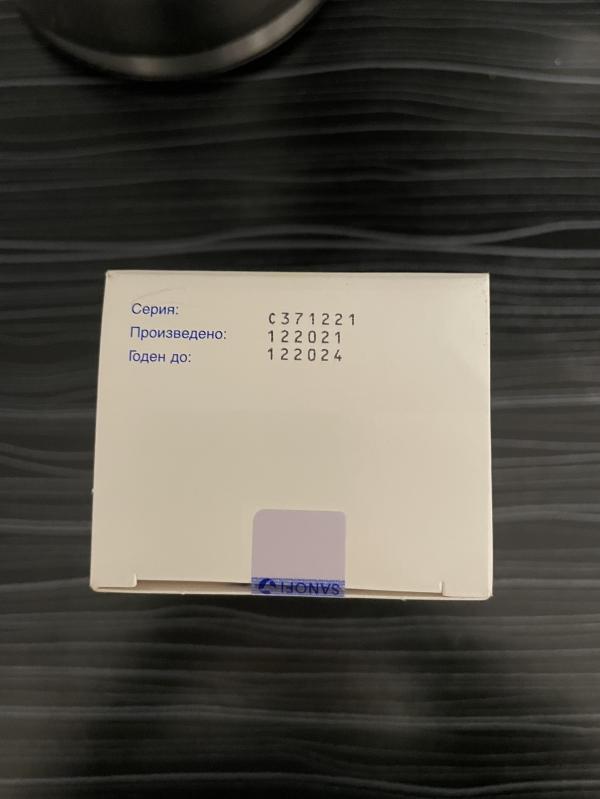 Серия: C371221
Произведено: 122021
Годен до: 122024
SANOFI